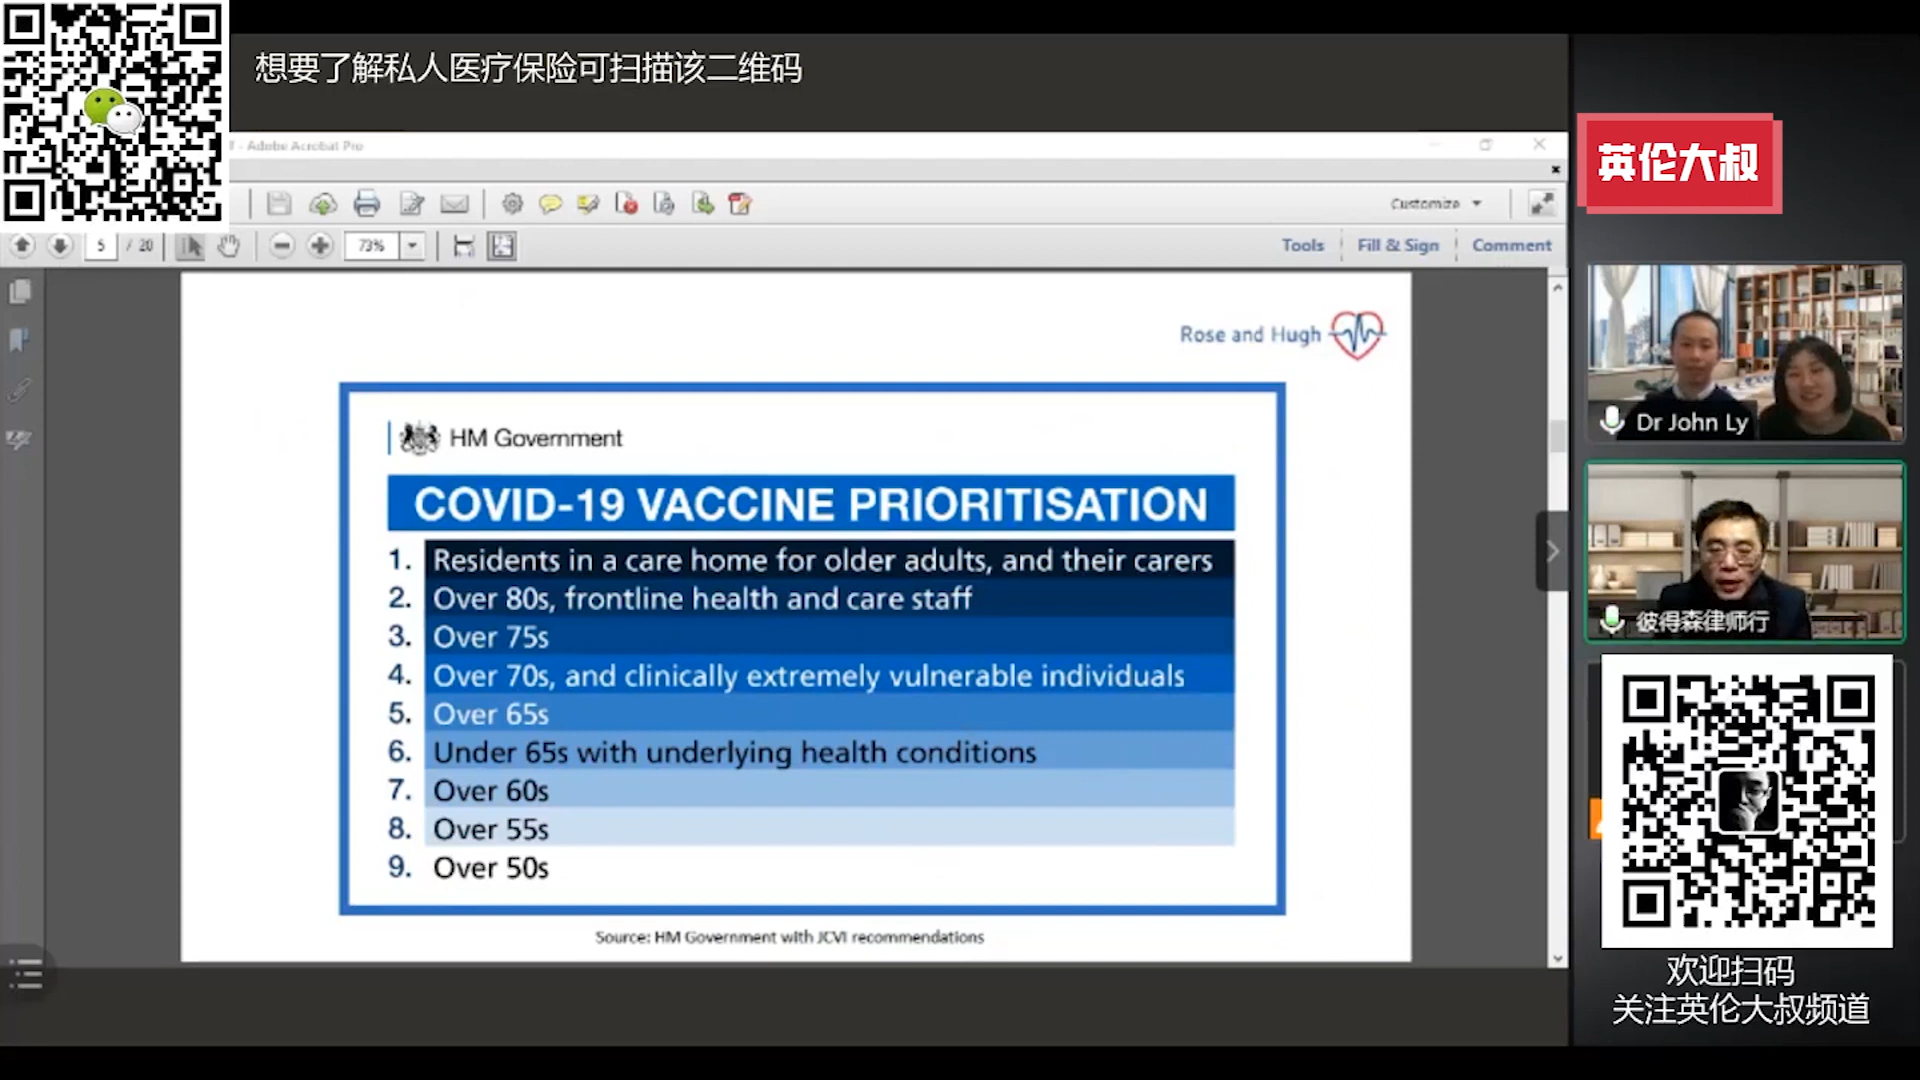 想要了解私人医疗保险可扫描该二维码
- Adobe Acrobat Pro
Customize
5 / 20
73%
Tools
Fill & Sign
Comment
Rose and Hugh
HM Government
COVID-19 VACCINE PRIORITISATION
1. Residents in a care home for older adults, and their carers
2. Over 80s, frontline health and care staff
3. Over 75s
4. Over 70s, and clinically extremely vulnerable individuals
5. Over 65s
6. Under 65s with underlying health conditions
7. Over 60s
8. Over 55s
9. Over 50s
Source: HM Government with JCVI recommendations
英伦大叔
Dr John Ly
彼得森律师行
欢迎扫码
关注英伦大叔频道